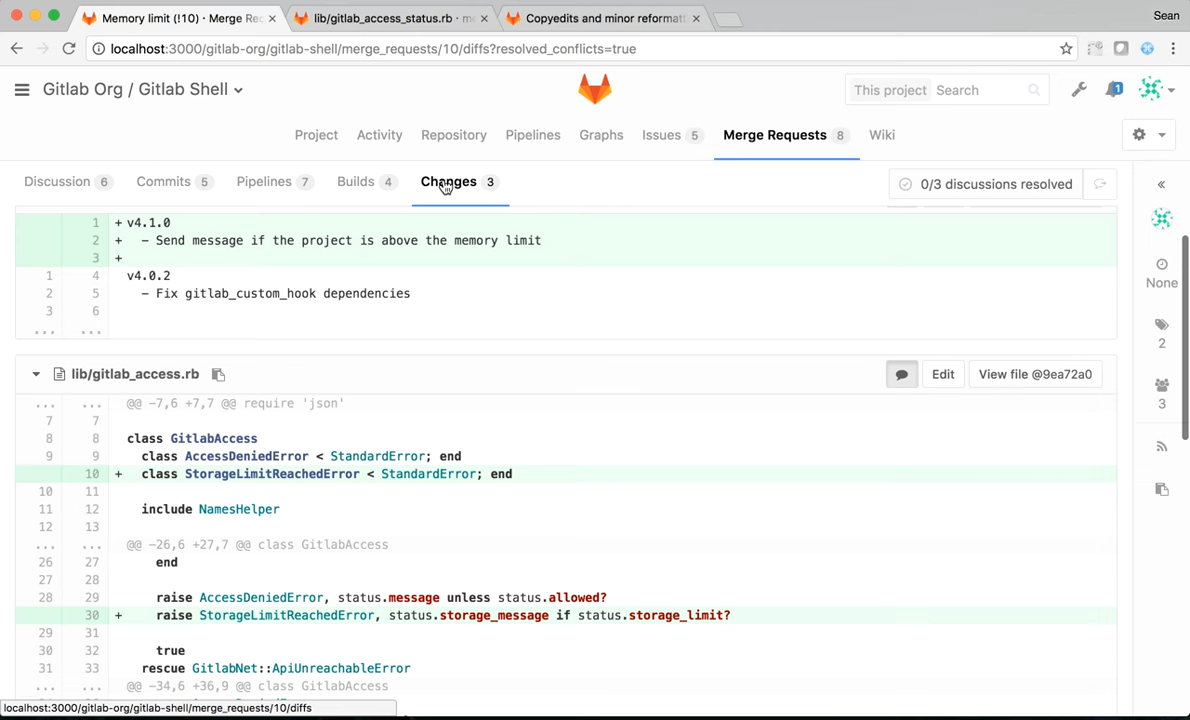 Memory limit (!10) · Merge Re
lib/gitlab_access_status.rb · m
Copyedits and minor reformatt
Sean
localhost:3000/gitlab-org/gitlab-shell/merge_requests/10/diffs?resolved_conflicts=true
Gitlab Org / Gitlab Shell
This project Search
1
Project Activity Repository Pipelines Graphs Issues 5 Merge Requests 8 Wiki
Discussion 6 Commits 5 Pipelines 7 Builds 4 Changes 3
0/3 discussions resolved
1 + v4.1.0
2 + - Send message if the project is above the memory limit
3 +
1 4 v4.0.2
2 5 - Fix gitlab_custom_hook dependencies
3 6
... ...
None
2
3
lib/gitlab_access.rb
Edit View file @9ea72a0
... ... @@ -7,6 +7,7 @@ require 'json'
7 7
8 8 class GitlabAccess
9 9 class AccessDeniedError < StandardError; end
10 + class StorageLimitReachedError < StandardError; end
10 11
11 12 include NamesHelper
12 13
... ... @@ -26,6 +27,7 @@ class GitlabAccess
26 27 end
27 28
28 29 raise AccessDeniedError, status.message unless status.allowed?
30 + raise StorageLimitReachedError, status.storage_message if status.storage_limit?
29 31
30 32 true
31 33 rescue GitlabNet::ApiUnreachableError
... ... @@ -34,6 +36,9 @@ class GitlabAccess
localhost:3000/gitlab-org/gitlab-shell/merge_requests/10/diffs